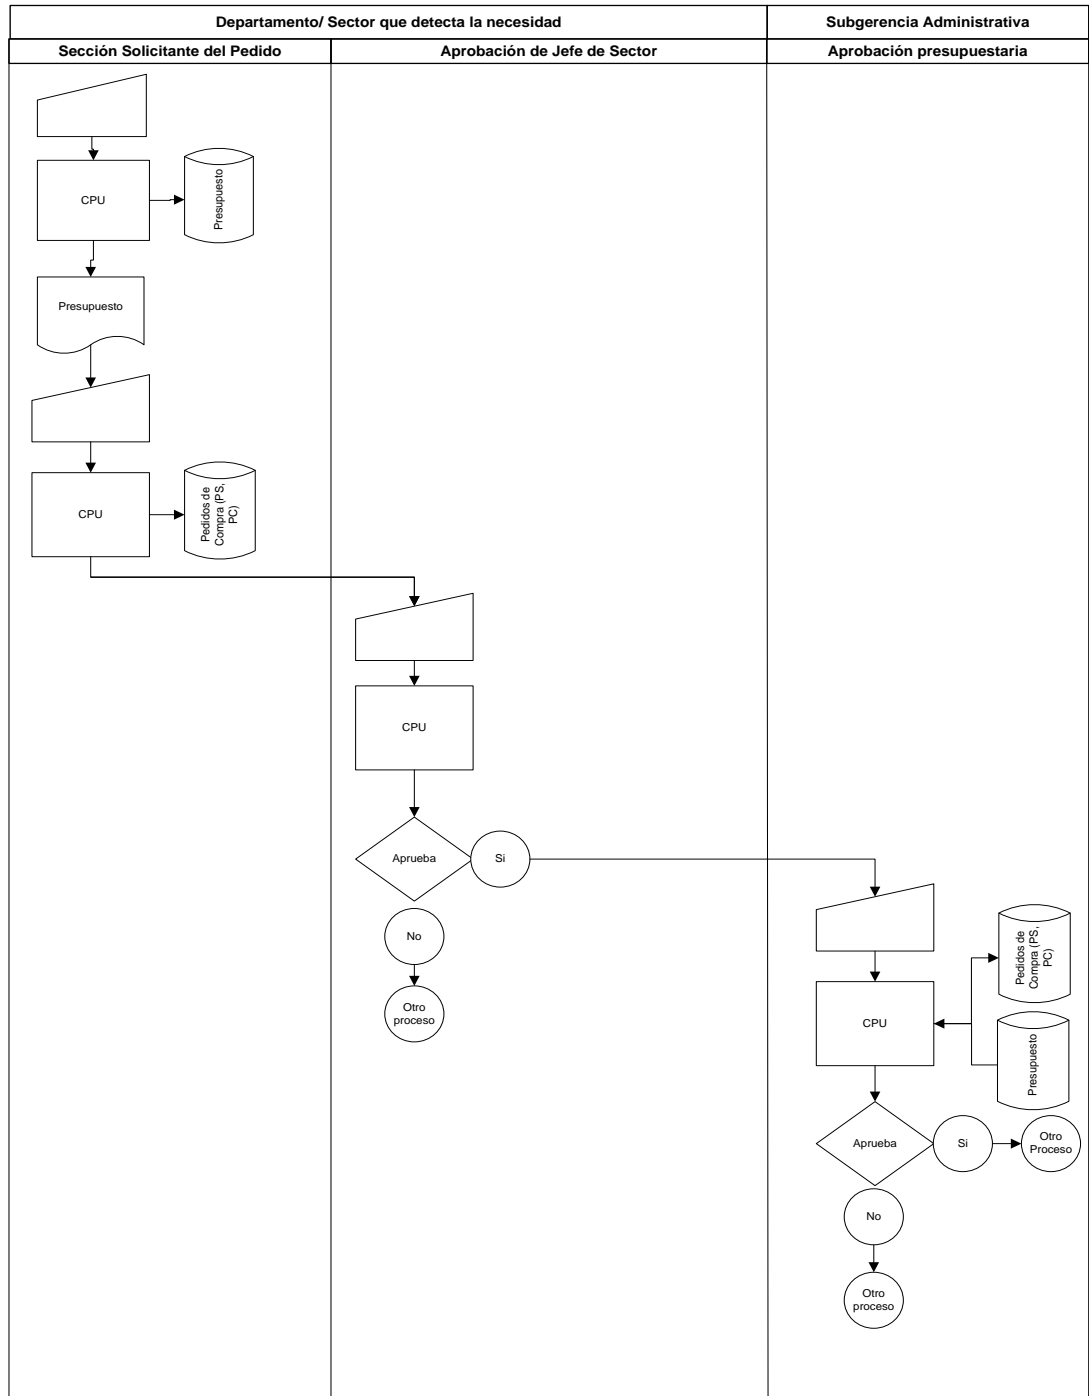 Departamento/ Sector que detecta la necesidad
Subgerencia Administrativa
Sección Solicitante del Pedido
Aprobación de Jefe de Sector
Aprobación presupuestaria
CPU
Presupuesto
Presupuesto
CPU
Pedidos de
Compra (PS,
PC)
CPU
Aprueba
Si
No
Otro
proceso
Pedidos de
Compra (PS,
PC)
CPU
Presupuesto
Aprueba
Si
Otro
Proceso
No
Otro
proceso